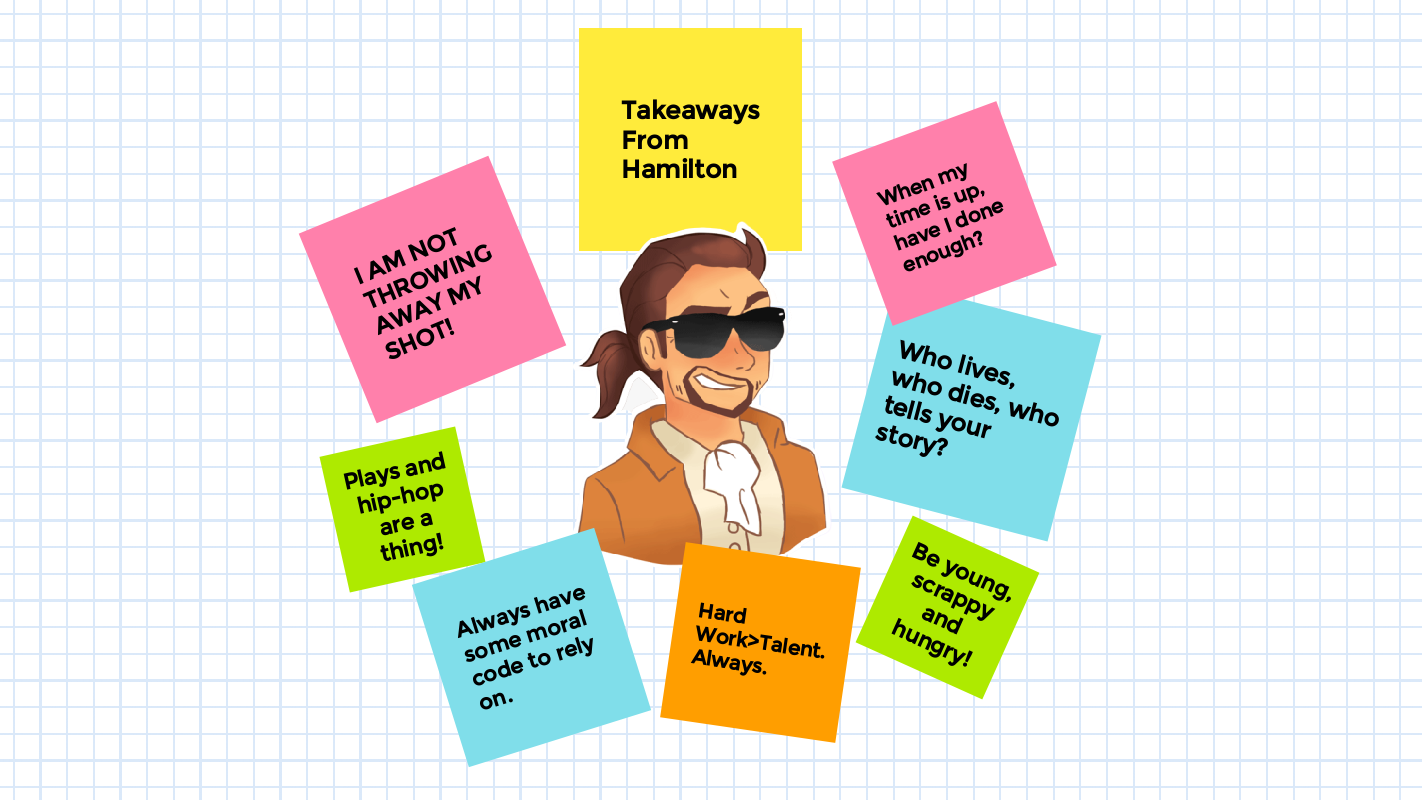 Takeaways
From
Hamilton
I AM NOT
THROWING
AWAY MY
SHOT!
When my
time is up,
have I done
enough?
Who lives,
who dies, who
tells your
story?
Plays and
hip-hop
are a
thing!
Always have
some moral
code to rely
on.
Hard
Work>Talent.
Always.
Be young,
scrappy
and
hungry!